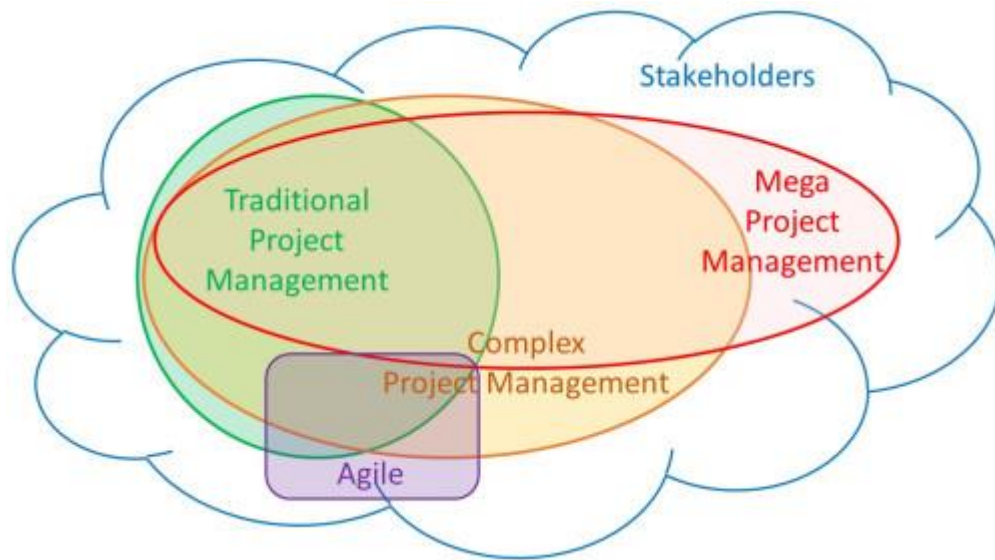 Stakeholders
Traditional
Project
Management
Mega
Project
Management
Complex
Project Management
Agile